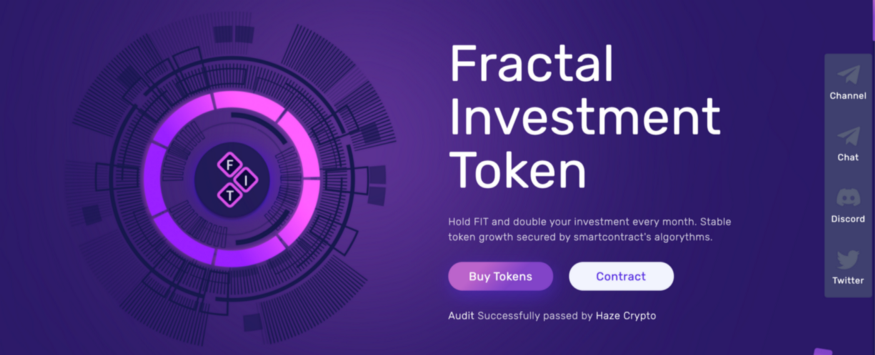 Fractal
Investment
Token
F
I
T
Hold FIT and double your investment every month. Stable
token growth secured by smartcontract's algorythms.
Buy Tokens
Contract
Audit Successfully passed by Haze Crypto
Channel
Chat
Discord
Twitter